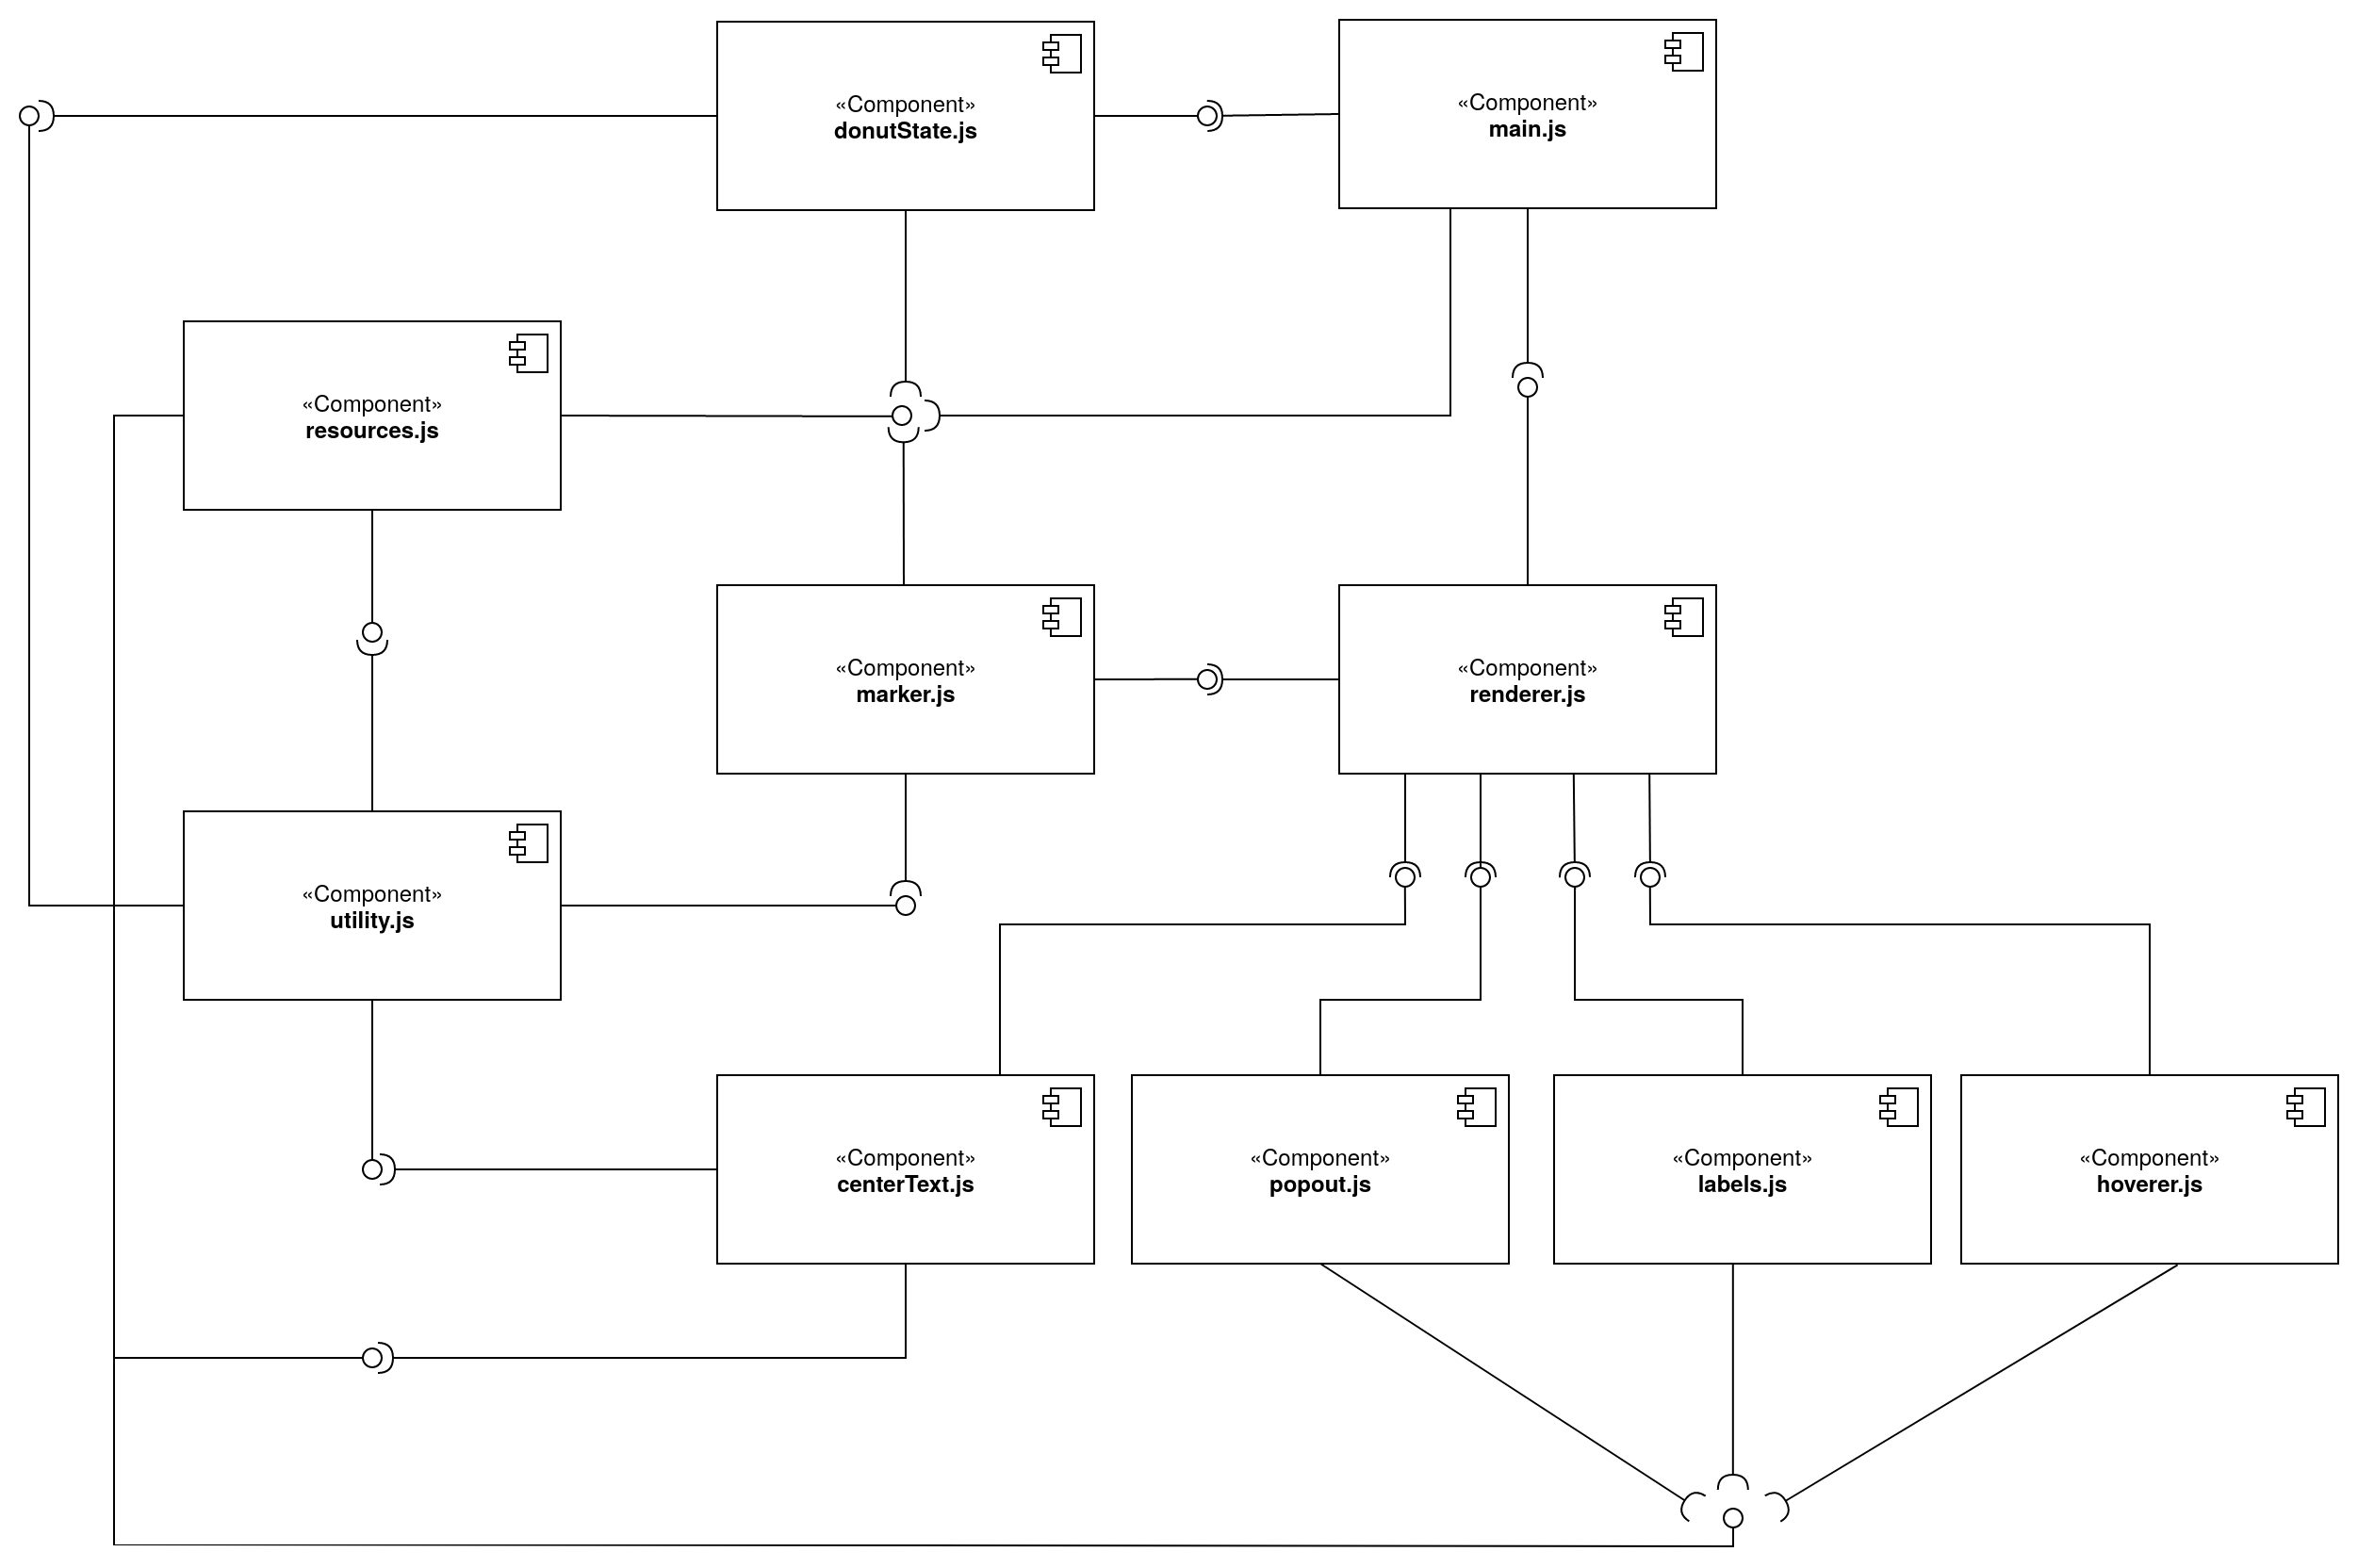 «Component»
donutState.js
«Component»
main.js
«Component»
resources.js
«Component»
marker.js
«Component»
renderer.js
«Component»
utility.js
«Component»
centerText.js
«Component»
popout.js
«Component»
labels.js
«Component»
hoverer.js